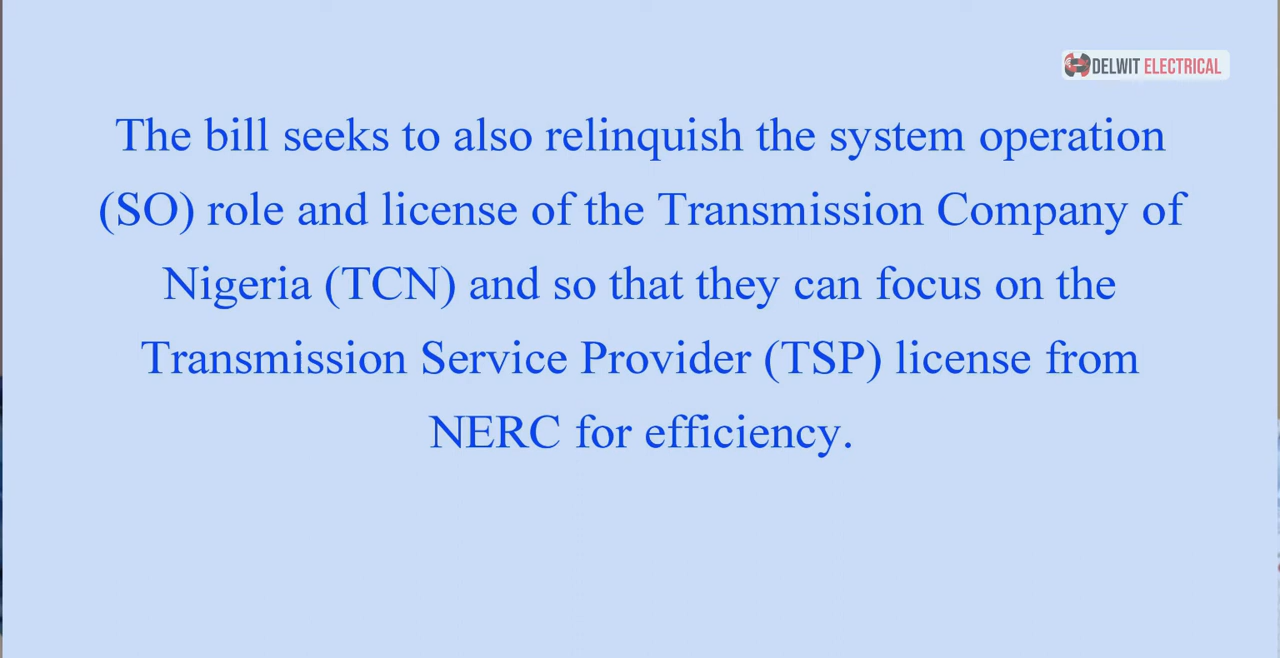 DELWIT ELECTRICAL
The bill seeks to also relinquish the system operation
(SO) role and license of the Transmission Company of
Nigeria (TCN) and so that they can focus on the
Transmission Service Provider (TSP) license from
NERC for efficiency.